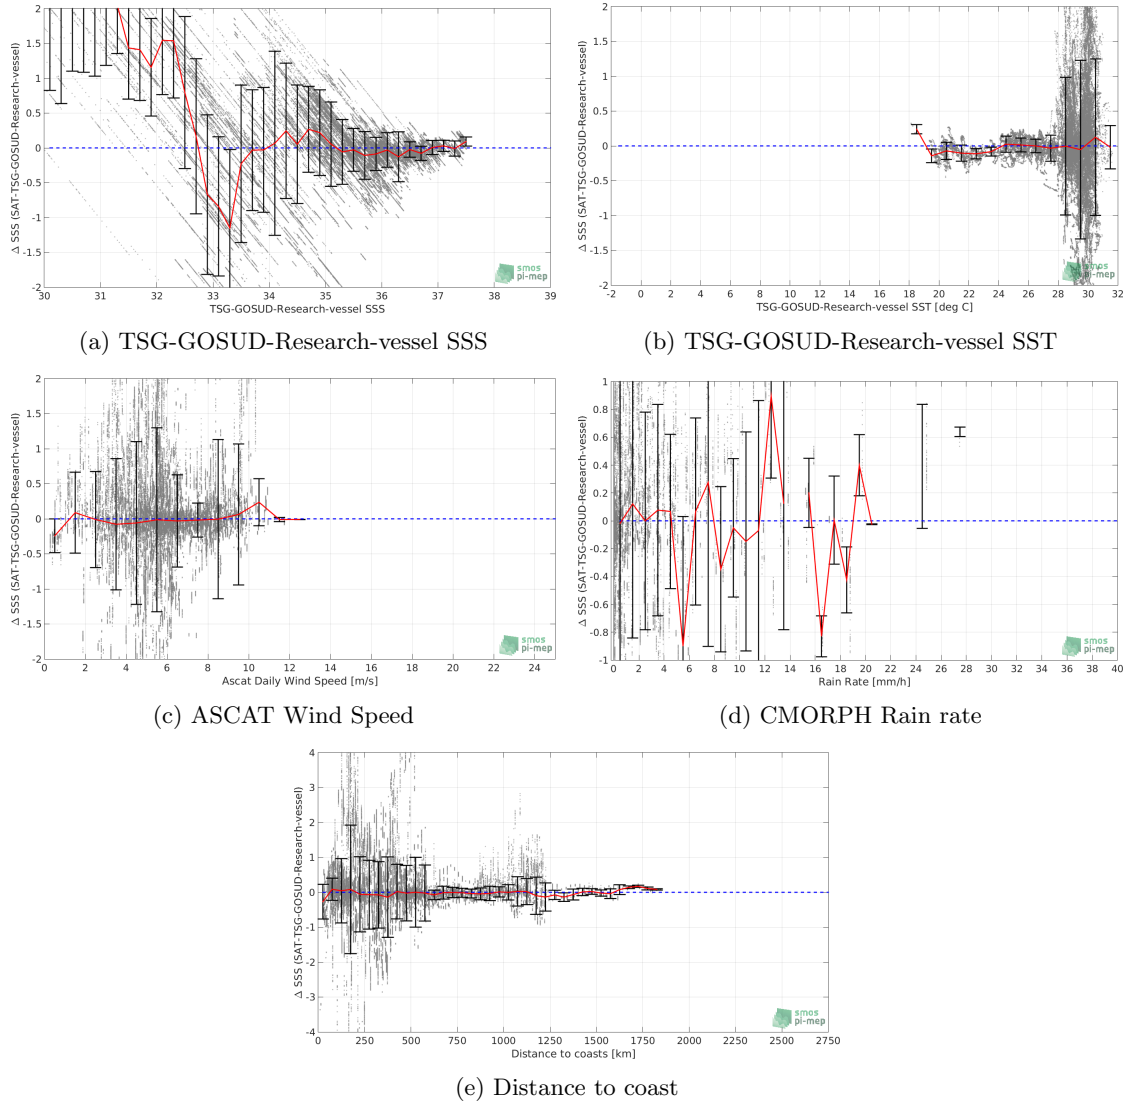 Δ SSS (SAT-TSG-GOSUD-Research-vessel)
2
1.5
1
0.5
0
-0.5
-1
-1.5
-2
30 31 32 33 34 35 36 37 38 39
TSG-GOSUD-Research-vessel SSS
smos
pi-mep
(a) TSG-GOSUD-Research-vessel SSS
Δ SSS (SAT-TSG-GOSUD-Research-vessel)
2
1.5
1
0.5
0
-0.5
-1
-1.5
-2
-2 0 2 4 6 8 10 12 14 16 18 20 22 24 26 28 30 32
TSG-GOSUD-Research-vessel SST [deg C]
smos
pi-mep
(b) TSG-GOSUD-Research-vessel SST
Δ SSS (SAT-TSG-GOSUD-Research-vessel)
2
1.5
1
0.5
0
-0.5
-1
-1.5
-2
0 2 4 6 8 10 12 14 16 18 20 22 24
Ascat Daily Wind Speed [m/s]
smos
pi-mep
(c) ASCAT Wind Speed
Δ SSS (SAT-TSG-GOSUD-Research-vessel)
1
0.8
0.6
0.4
0.2
0
-0.2
-0.4
-0.6
-0.8
-1
0 2 4 6 8 10 12 14 16 18 20 22 24 26 28 30 32 34 36 38 40
Rain Rate [mm/h]
smos
pi-mep
(d) CMORPH Rain rate
Δ SSS (SAT-TSG-GOSUD-Research-vessel)
4
3
2
1
0
-1
-2
-3
-4
0 250 500 750 1000 1250 1500 1750 2000 2250 2500 2750
Distance to coasts [km]
smos
pi-mep
(e) Distance to coast